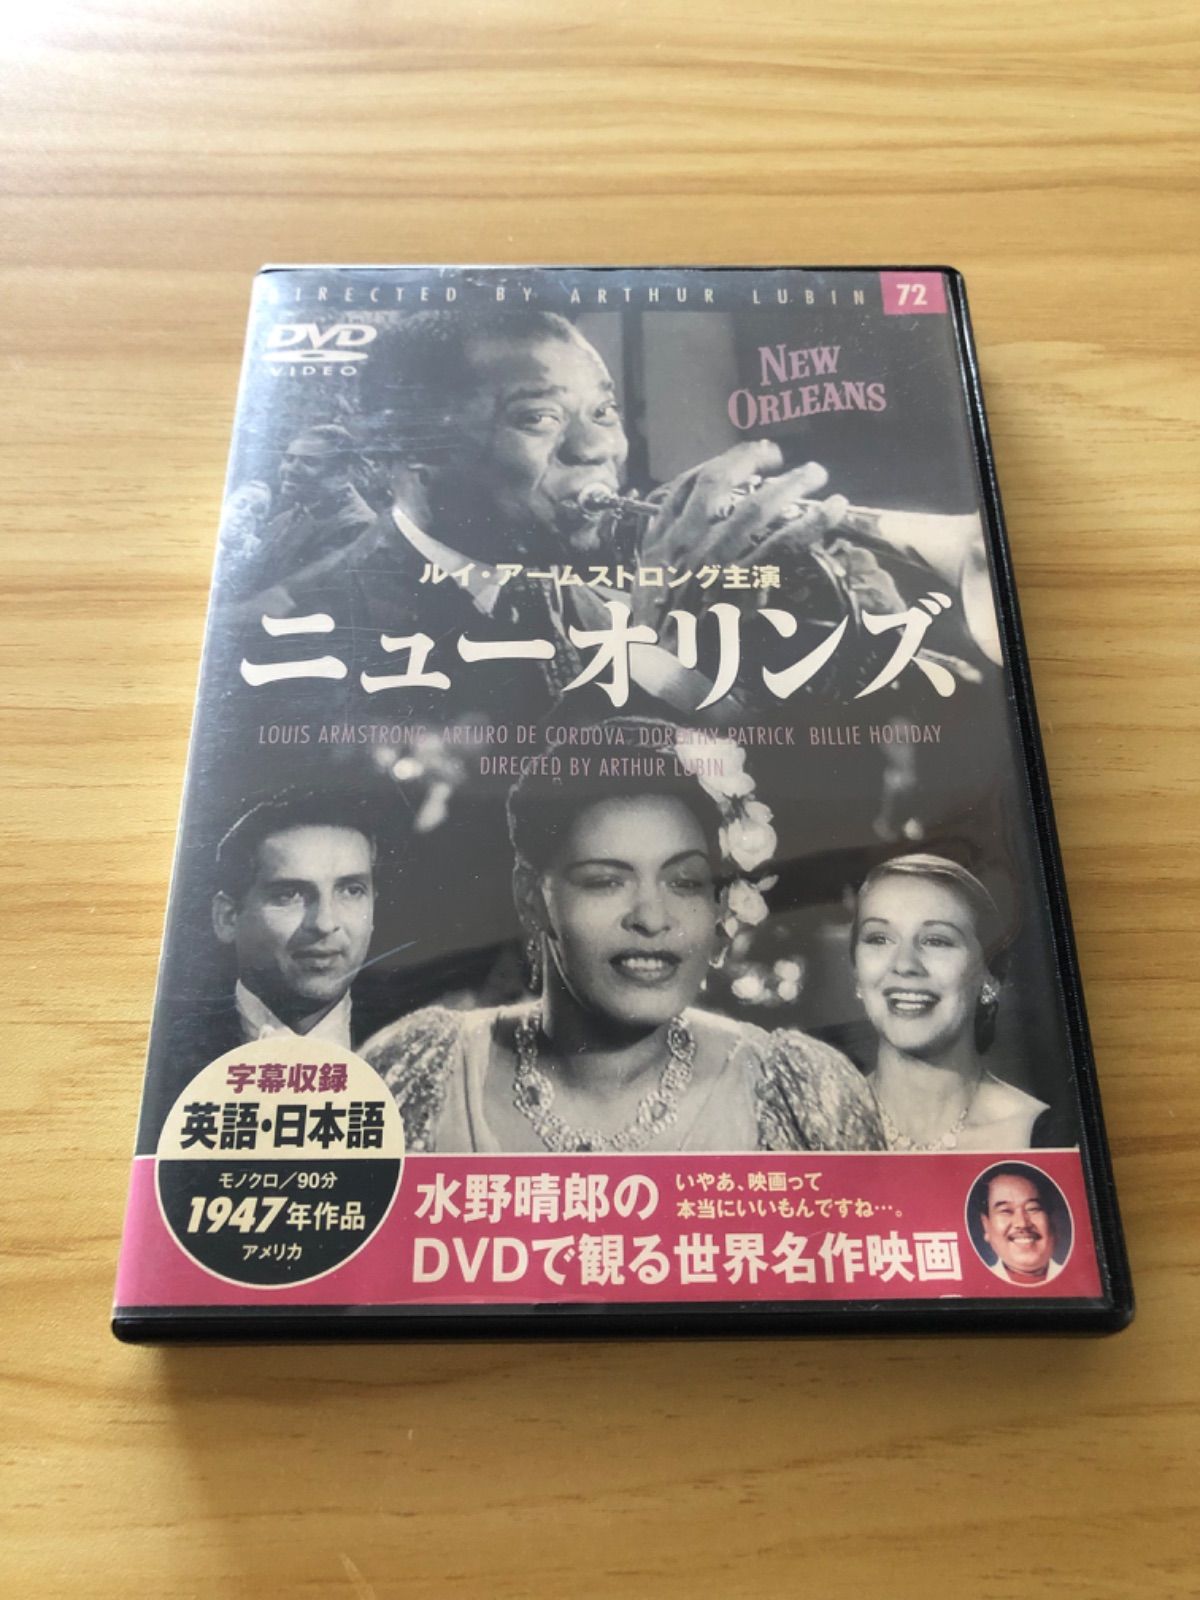 DIRECTED BY ARTHUR LUBIN
72
DVD
VIDEO
NEW
ORLEANS
ルイ・アームストロング主演
ニューオリンズ
LOUIS ARMSTRONG ARTURO DE CORDOVA DOROTHY PATRICK BILLIE HOLIDAY
DIRECTED BY ARTHUR LUBIN
字幕収録
英語・日本語
モノクロ/90分
1947年作品
アメリカ
水野晴郎の
いやあ、映画って
本当にいいもんですね…。
DVDで観る世界名作映画